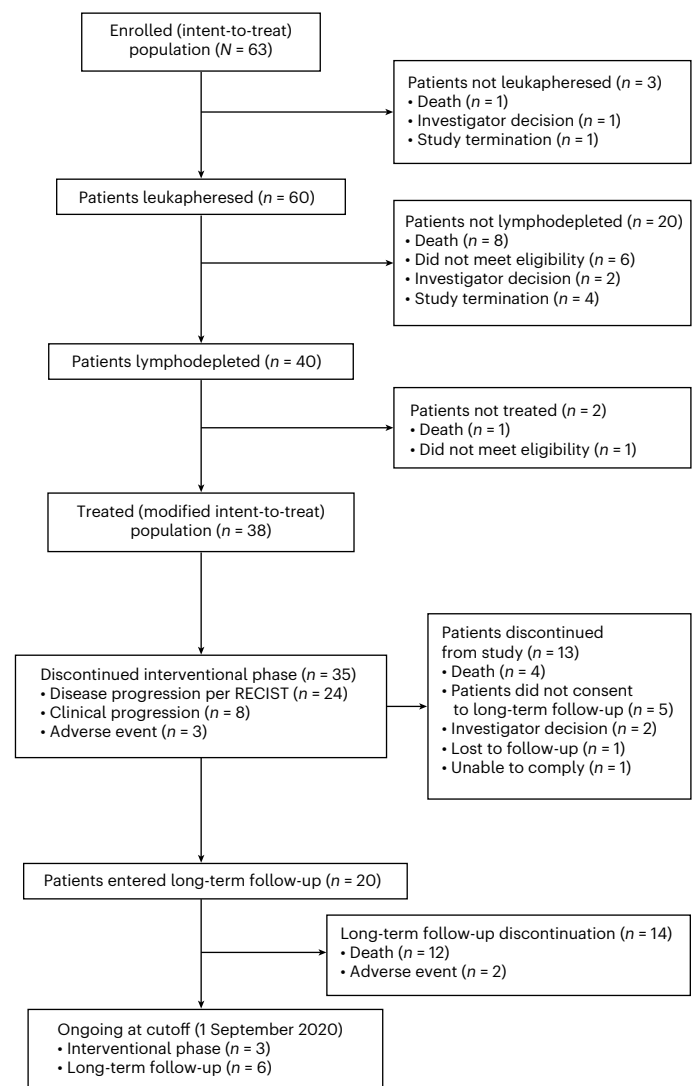 Enrolled (intent-to-treat)
population (N = 63)
Patients not leukapheresed (n = 3)
• Death (n = 1)
• Investigator decision (n = 1)
• Study termination (n = 1)
Patients leukapheresed (n = 60)
Patients not lymphodepleted (n = 20)
• Death (n = 8)
• Did not meet eligibility (n = 6)
• Investigator decision (n = 2)
• Study termination (n = 4)
Patients lymphodepleted (n = 40)
Patients not treated (n = 2)
• Death (n = 1)
• Did not meet eligibility (n = 1)
Treated (modified intent-to-treat)
population (n = 38)
Discontinued interventional phase (n = 35)
• Disease progression per RECIST (n = 24)
• Clinical progression (n = 8)
• Adverse event (n = 3)
Patients discontinued
from study (n = 13)
• Death (n = 4)
• Patients did not consent
to long-term follow-up (n = 5)
• Investigator decision (n = 2)
• Lost to follow-up (n = 1)
• Unable to comply (n = 1)
Patients entered long-term follow-up (n = 20)
Long-term follow-up discontinuation (n = 14)
• Death (n = 12)
• Adverse event (n = 2)
Ongoing at cutoff (1 September 2020)
• Interventional phase (n = 3)
• Long-term follow-up (n = 6)